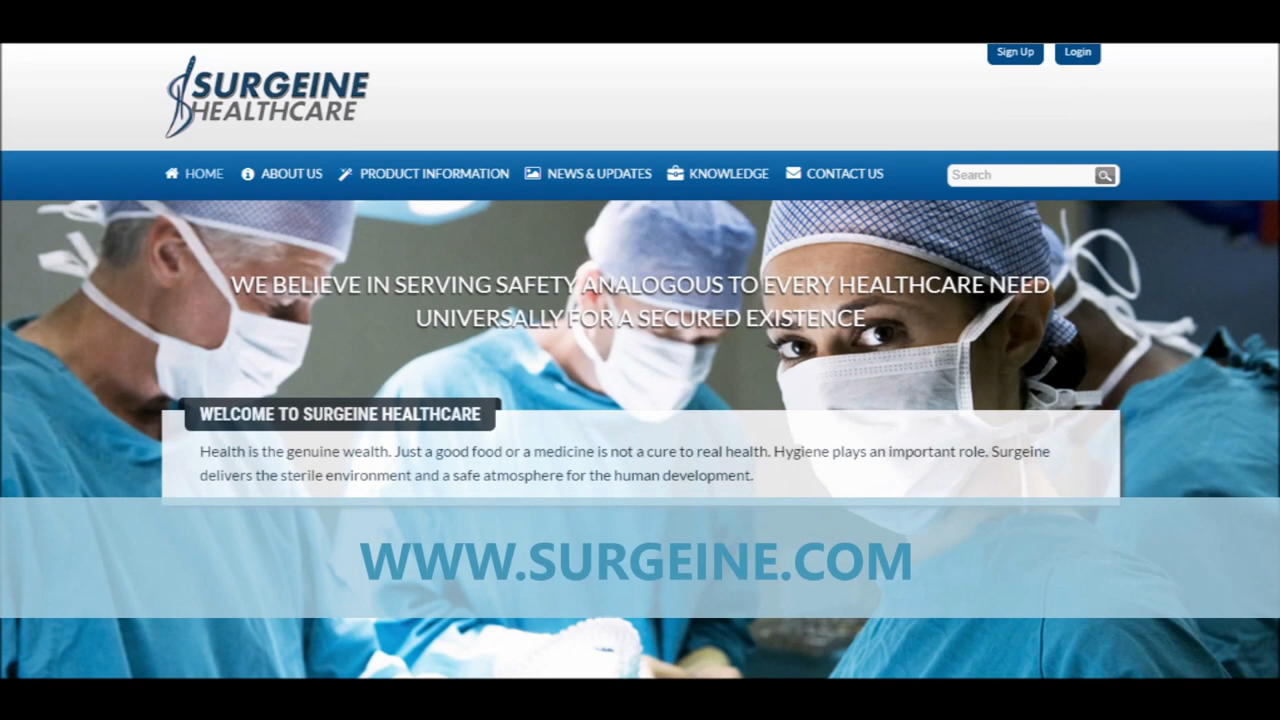 Sign Up Login
SURGEINE
HEALTHCARE
HOME ABOUT US PRODUCT INFORMATION NEWS & UPDATES KNOWLEDGE CONTACT US Search
WE BELIEVE IN SERVING SAFETY ANALOGOUS TO EVERY HEALTHCARE NEED
UNIVERSALLY FOR A SECURED EXISTENCE
WELCOME TO SURGEINE HEALTHCARE
Health is the genuine wealth. Just a good food or a medicine is not a cure to real health. Hygiene plays an important role. Surgeine
delivers the sterile environment and a safe atmosphere for the human development.
WWW.SURGEINE.COM